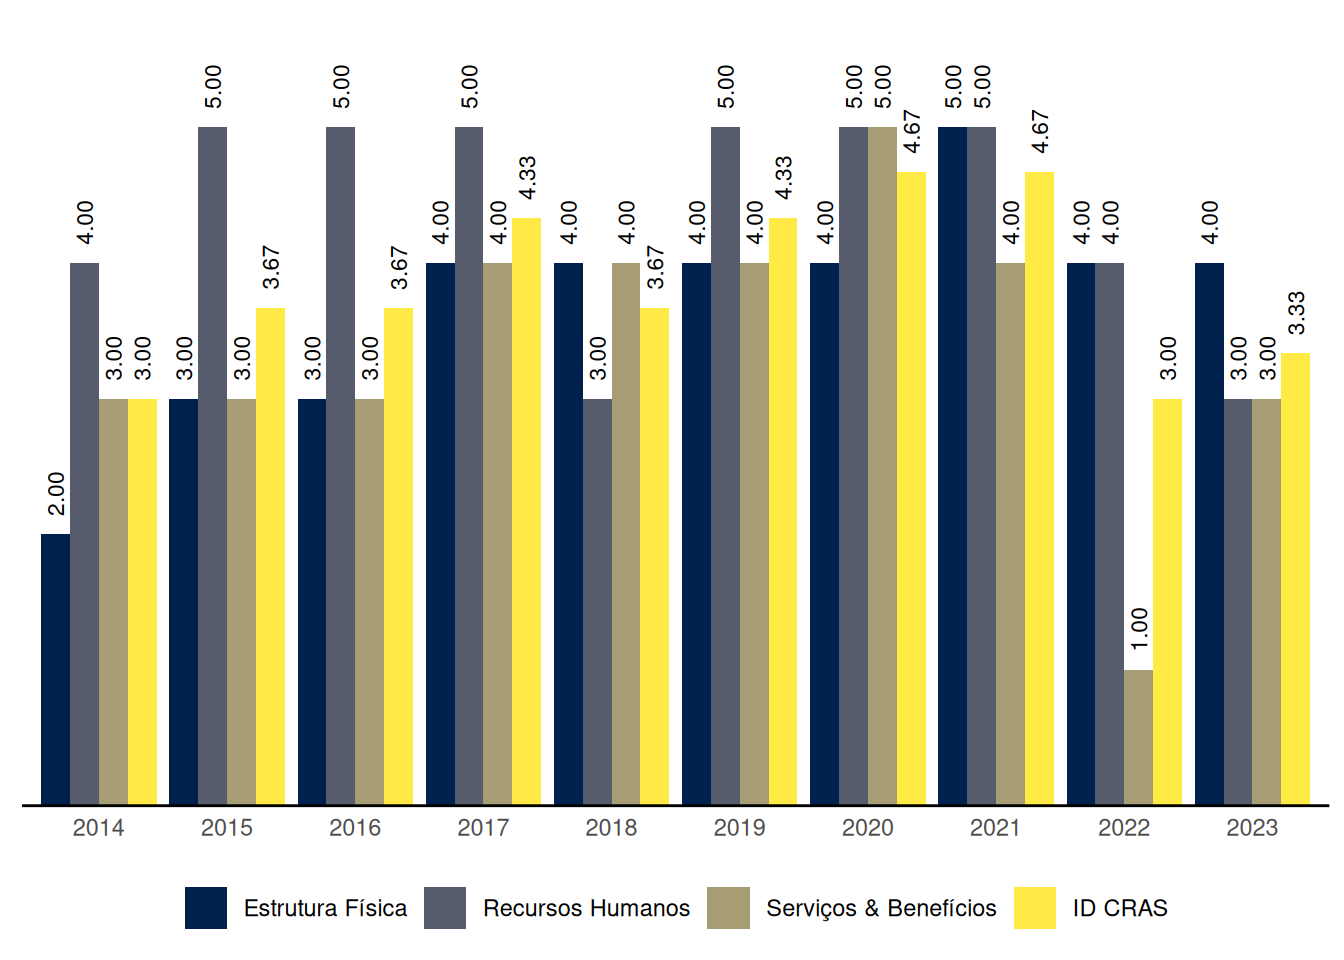 5.00 5.00 5.00 5.00 5.00 5.00 5.00 5.00
4.67 4.67
4.33 4.33
4.00 4.00 4.00 4.00 4.00 4.00 4.00 4.00 4.00 4.00 4.00 4.00
3.67 3.67 3.67
3.33
3.00 3.00 3.00 3.00 3.00 3.00 3.00 3.00 3.00 3.00
2.00
1.00
2014 2015 2016 2017 2018 2019 2020 2021 2022 2023
Estrutura Física Recursos Humanos Serviços & Benefícios ID CRAS